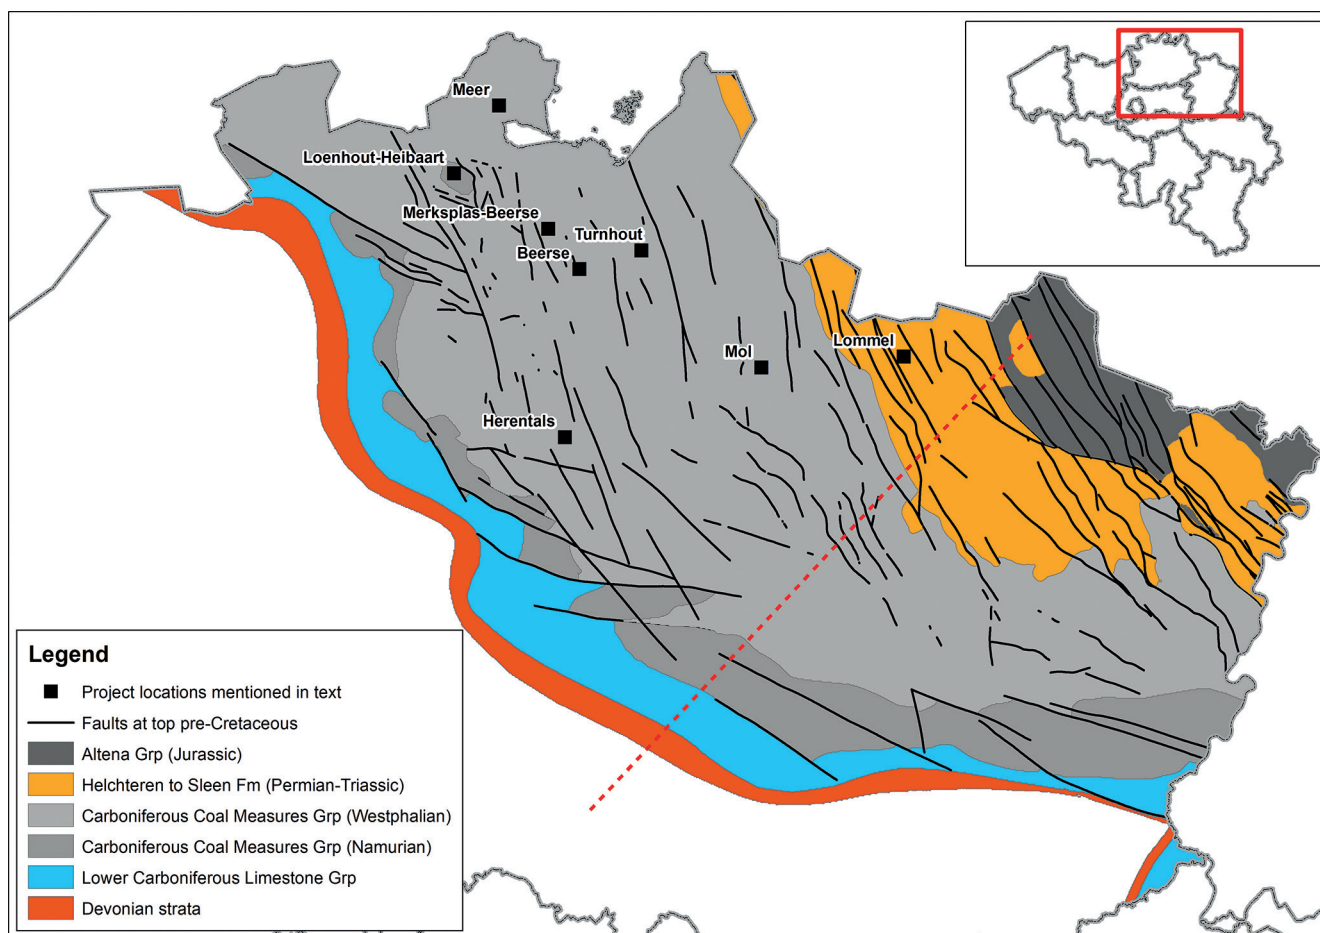 Meer
Loenhout-Heibaart
Merksplas-Beerse
Turnhout
Beerse
Lommel
Mol
Herentals
Legend
Project locations mentioned in text
Faults at top pre-Cretaceous
Altena Grp (Jurassic)
Helchteren to Sleen Fm (Permian-Triassic)
Carboniferous Coal Measures Grp (Westphalian)
Carboniferous Coal Measures Grp (Namurian)
Lower Carboniferous Limestone Grp
Devonian strata